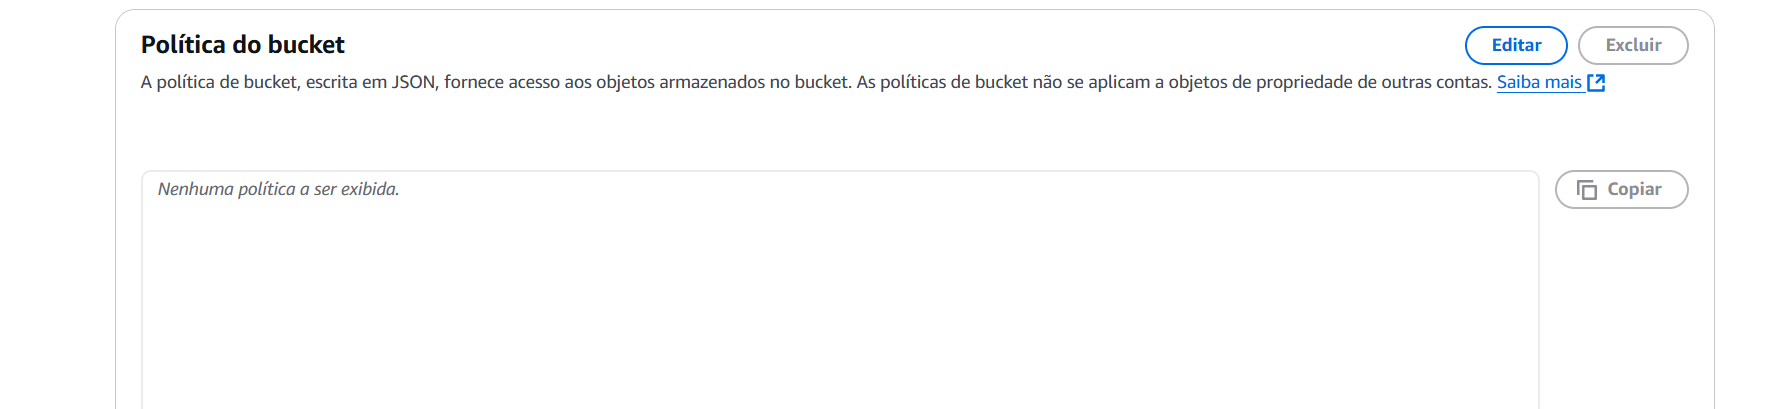 Política do bucket
Editar
Excluir
A política de bucket, escrita em JSON, fornece acesso aos objetos armazenados no bucket. As políticas de bucket não se aplicam a objetos de propriedade de outras contas. Saiba mais
Nenhuma política a ser exibida.
Copiar